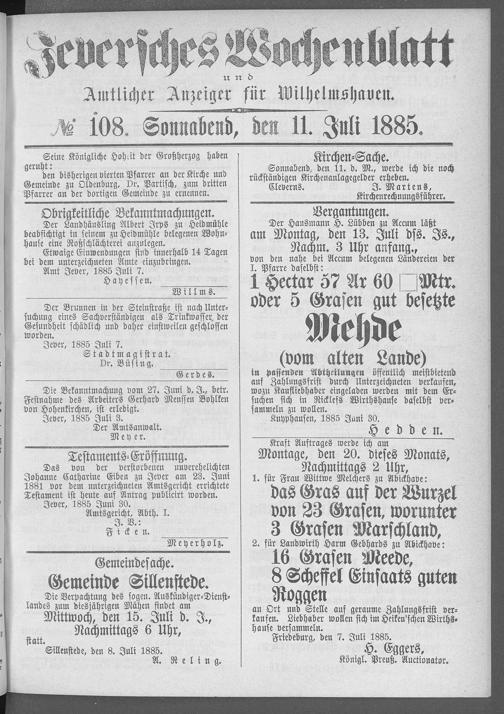 Jeversches Wochenblatt
und
Amtlicher Anzeiger für Wilhelmshaven.
№ 108. Sonnabend, den 11. Juli 1885.
Seine Königliche Hoheit der Großherzog haben
geruht:
den bisherigen vierten Pfarrer an der Kirche und
Gemeinde zu Oldenburg, Dr. Partisch, zum dritten
Pfarrer an der dortigen Gemeinde zu ernennen.
Obrigkeitliche Bekanntmachungen.
Der Landhäusling Albert Irps zu Heidmühle
beabsichtigt in seinem zu Heidmühle belegenen Wohn-
hause eine Roßschlächterei anzulegen.
Etwaige Einwendungen sind innerhalb 14 Tagen
bei dem unterzeichneten Amte einzubringen.
Amt Jever, 1885 Juli 7.
Hayessen.
Willms.
Der Brunnen in der Steinstraße ist nach Unter-
suchung eines Sachverständigen als Trinkwasser der
Gesundheit schädlich und daher einstweilen geschlossen
worden.
Jever, 1885 Juli 7.
Stadtmagistrat.
Dr. Büsing.
Gerdes.
Die Bekanntmachung vom 27. Juni d. J., betr.
Festnahme des Arbeiters Gerhard Menssen Bohlken
von Hohenkirchen, ist erledigt.
Jever, 1885 Juli 3.
Der Amtsanwalt.
Meyer.
Testaments-Eröffnung.
Das von der verstorbenen unverehelichten
Johanne Catharine Eiben zu Jever am 23. Juni
1881 vor dem unterzeichneten Amtsgericht errichtete
Testament ist heute auf Antrag publicirt worden.
Jever, 1885 Juni 30.
Amtsgericht, Abth. I.
J. V.:
Ficken.
Meyerholz.
Gemeindesache.
Gemeinde Sillenstede.
Die Verpachtung des sogen. Auskündiger-Dienst-
landes zum diesjährigen Mähen findet am
Mittwoch, den 15. Juli d. J.,
Nachmittags 6 Uhr,
statt.
Sillenstede, den 8. Juli 1885.
A. Reling.
Kirchen-Sache.
Sonnabend, den 11. d. M., werde ich die noch
rückständigen Kirchenanlagegelder erheben.
Cleverns. J. Martens,
Kirchenrechnungsführer.
Vergantungen.
Der Hausmann H. Lübben zu Accum läßt
am Montag, den 13. Juli dss. Js.,
Nachm. 3 Uhr anfang.,
von den nahe bei Accum belegenen Ländereien der
I. Pfarre daselbst:
1 Hectar 57 Ar 60 □Mtr.
oder 5 Grasen gut besetzte
Mehde
(vom alten Lande)
in passenden Abtheilungen öffentlich meistbietend
auf Zahlungsfrist durch Unterzeichneten verkaufen,
wozu Kaufliebhaber eingeladen werden mit dem Er-
suchen sich in Ricklefs Wirthshause daselbst ver-
sammeln zu wollen.
Knyphausen, 1885 Juni 30.
Hedden.
Kraft Auftrages werde ich am
Montage, den 20. dieses Monats,
Nachmittags 2 Uhr,
1. für Frau Wittwe Melchers zu Abickhave:
das Gras auf der Wurzel
von 23 Grasen, worunter
3 Grasen Marschland,
2. für Landwirth Harm Gebhards zu Abickhave:
16 Grasen Meede,
8 Scheffel Einsaats guten
Roggen
an Ort und Stelle auf geraume Zahlungsfrist ver-
kaufen. Liebhaber wollen sich im Heiken'schen Wirths-
hause versammeln.
Friedeburg, den 7. Juli 1885.
H. Eggers,
Königl. Preuß. Auctionator.